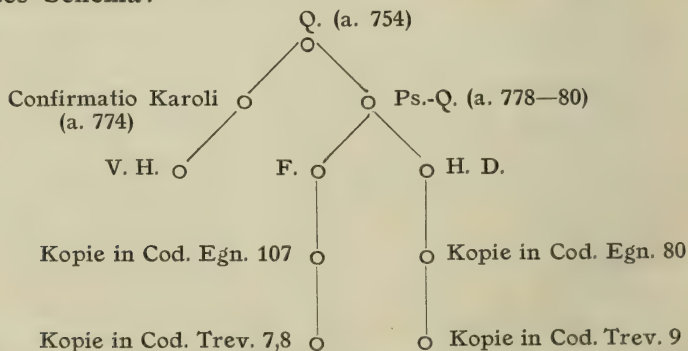 Q. (a. 754)
Confirmatio Karoli
(a. 774)
Ps.-Q. (a. 778—80)
V. H.
F.
H. D.
Kopie in Cod. Egn. 107
Kopie in Cod. Egn. 80
Kopie in Cod. Trev. 7,8
Kopie in Cod. Trev. 9